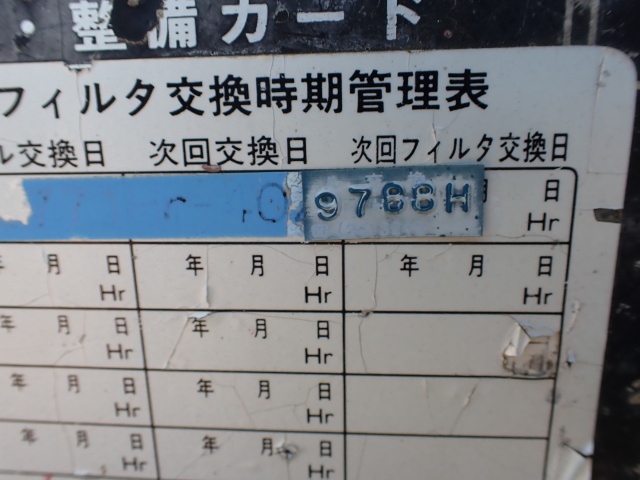 ・整備カード
フィルタ交換時期管理表
ル交換日 次回交換日 次回フィルタ交換日
9788H 月 日
Hr
年 月 日 年 月 日 年 月 日
Hr Hr Hr
年 月 日 年 月 日
Hr Hr
年 月 日 年 月 日
Hr Hr
年 月 日 年 月 日
Hr Hr